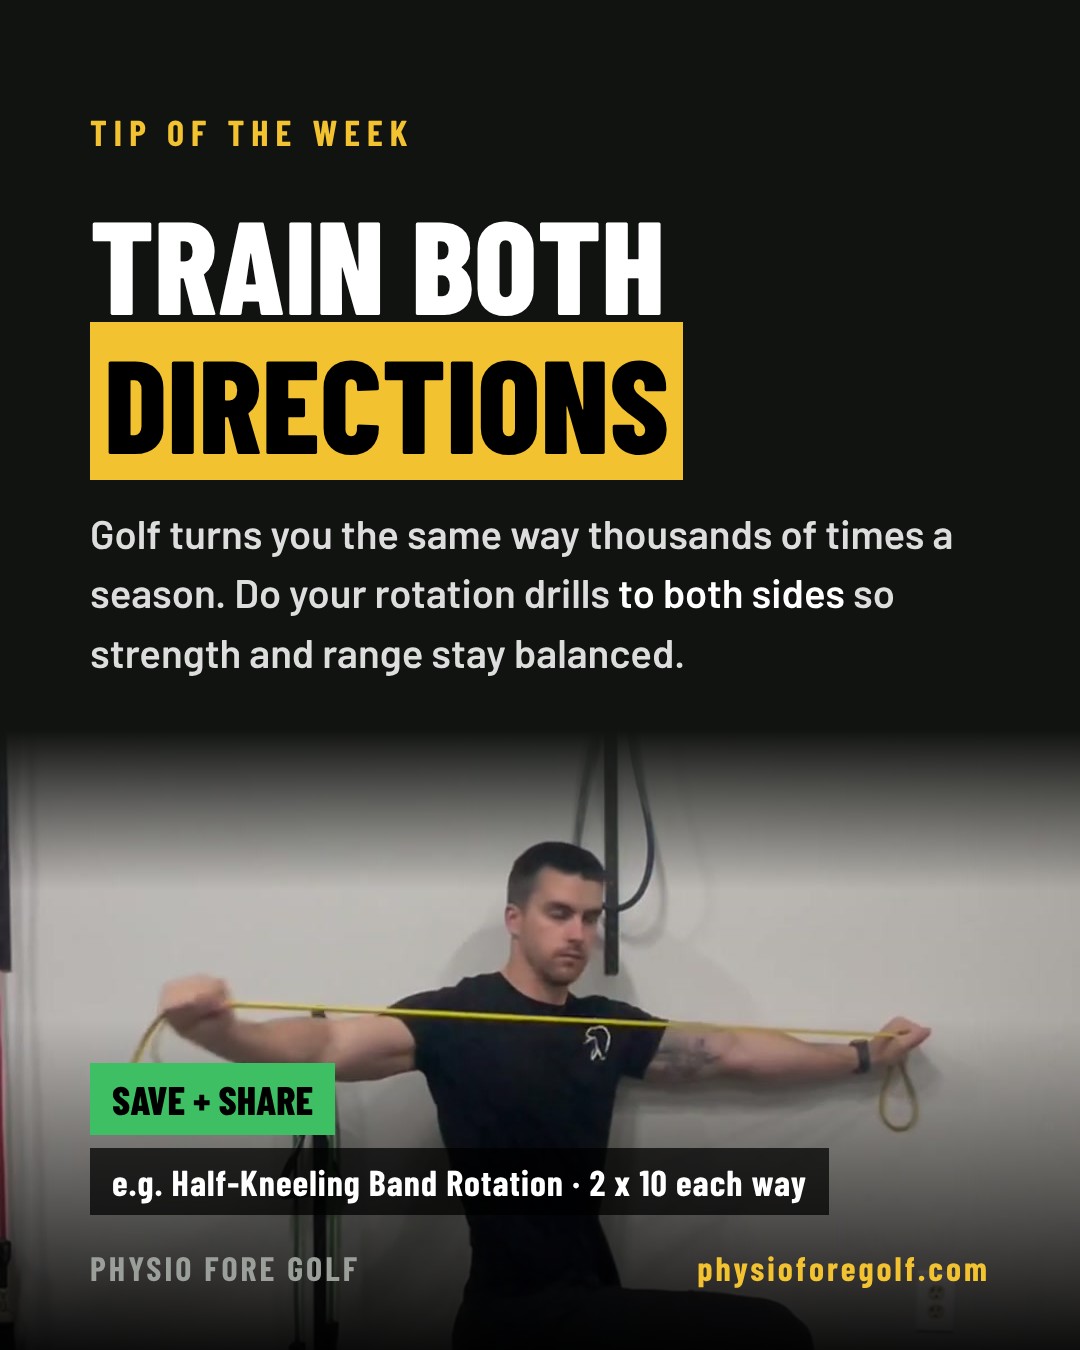 TIP OF THE WEEK
TRAIN BOTH
DIRECTIONS
Golf turns you the same way thousands of times a
season. Do your rotation drills to both sides so
strength and range stay balanced.
SAVE + SHARE
e.g. Half-Kneeling Band Rotation · 2 x 10 each way
PHYSIO FORE GOLF
physioforegolf.com